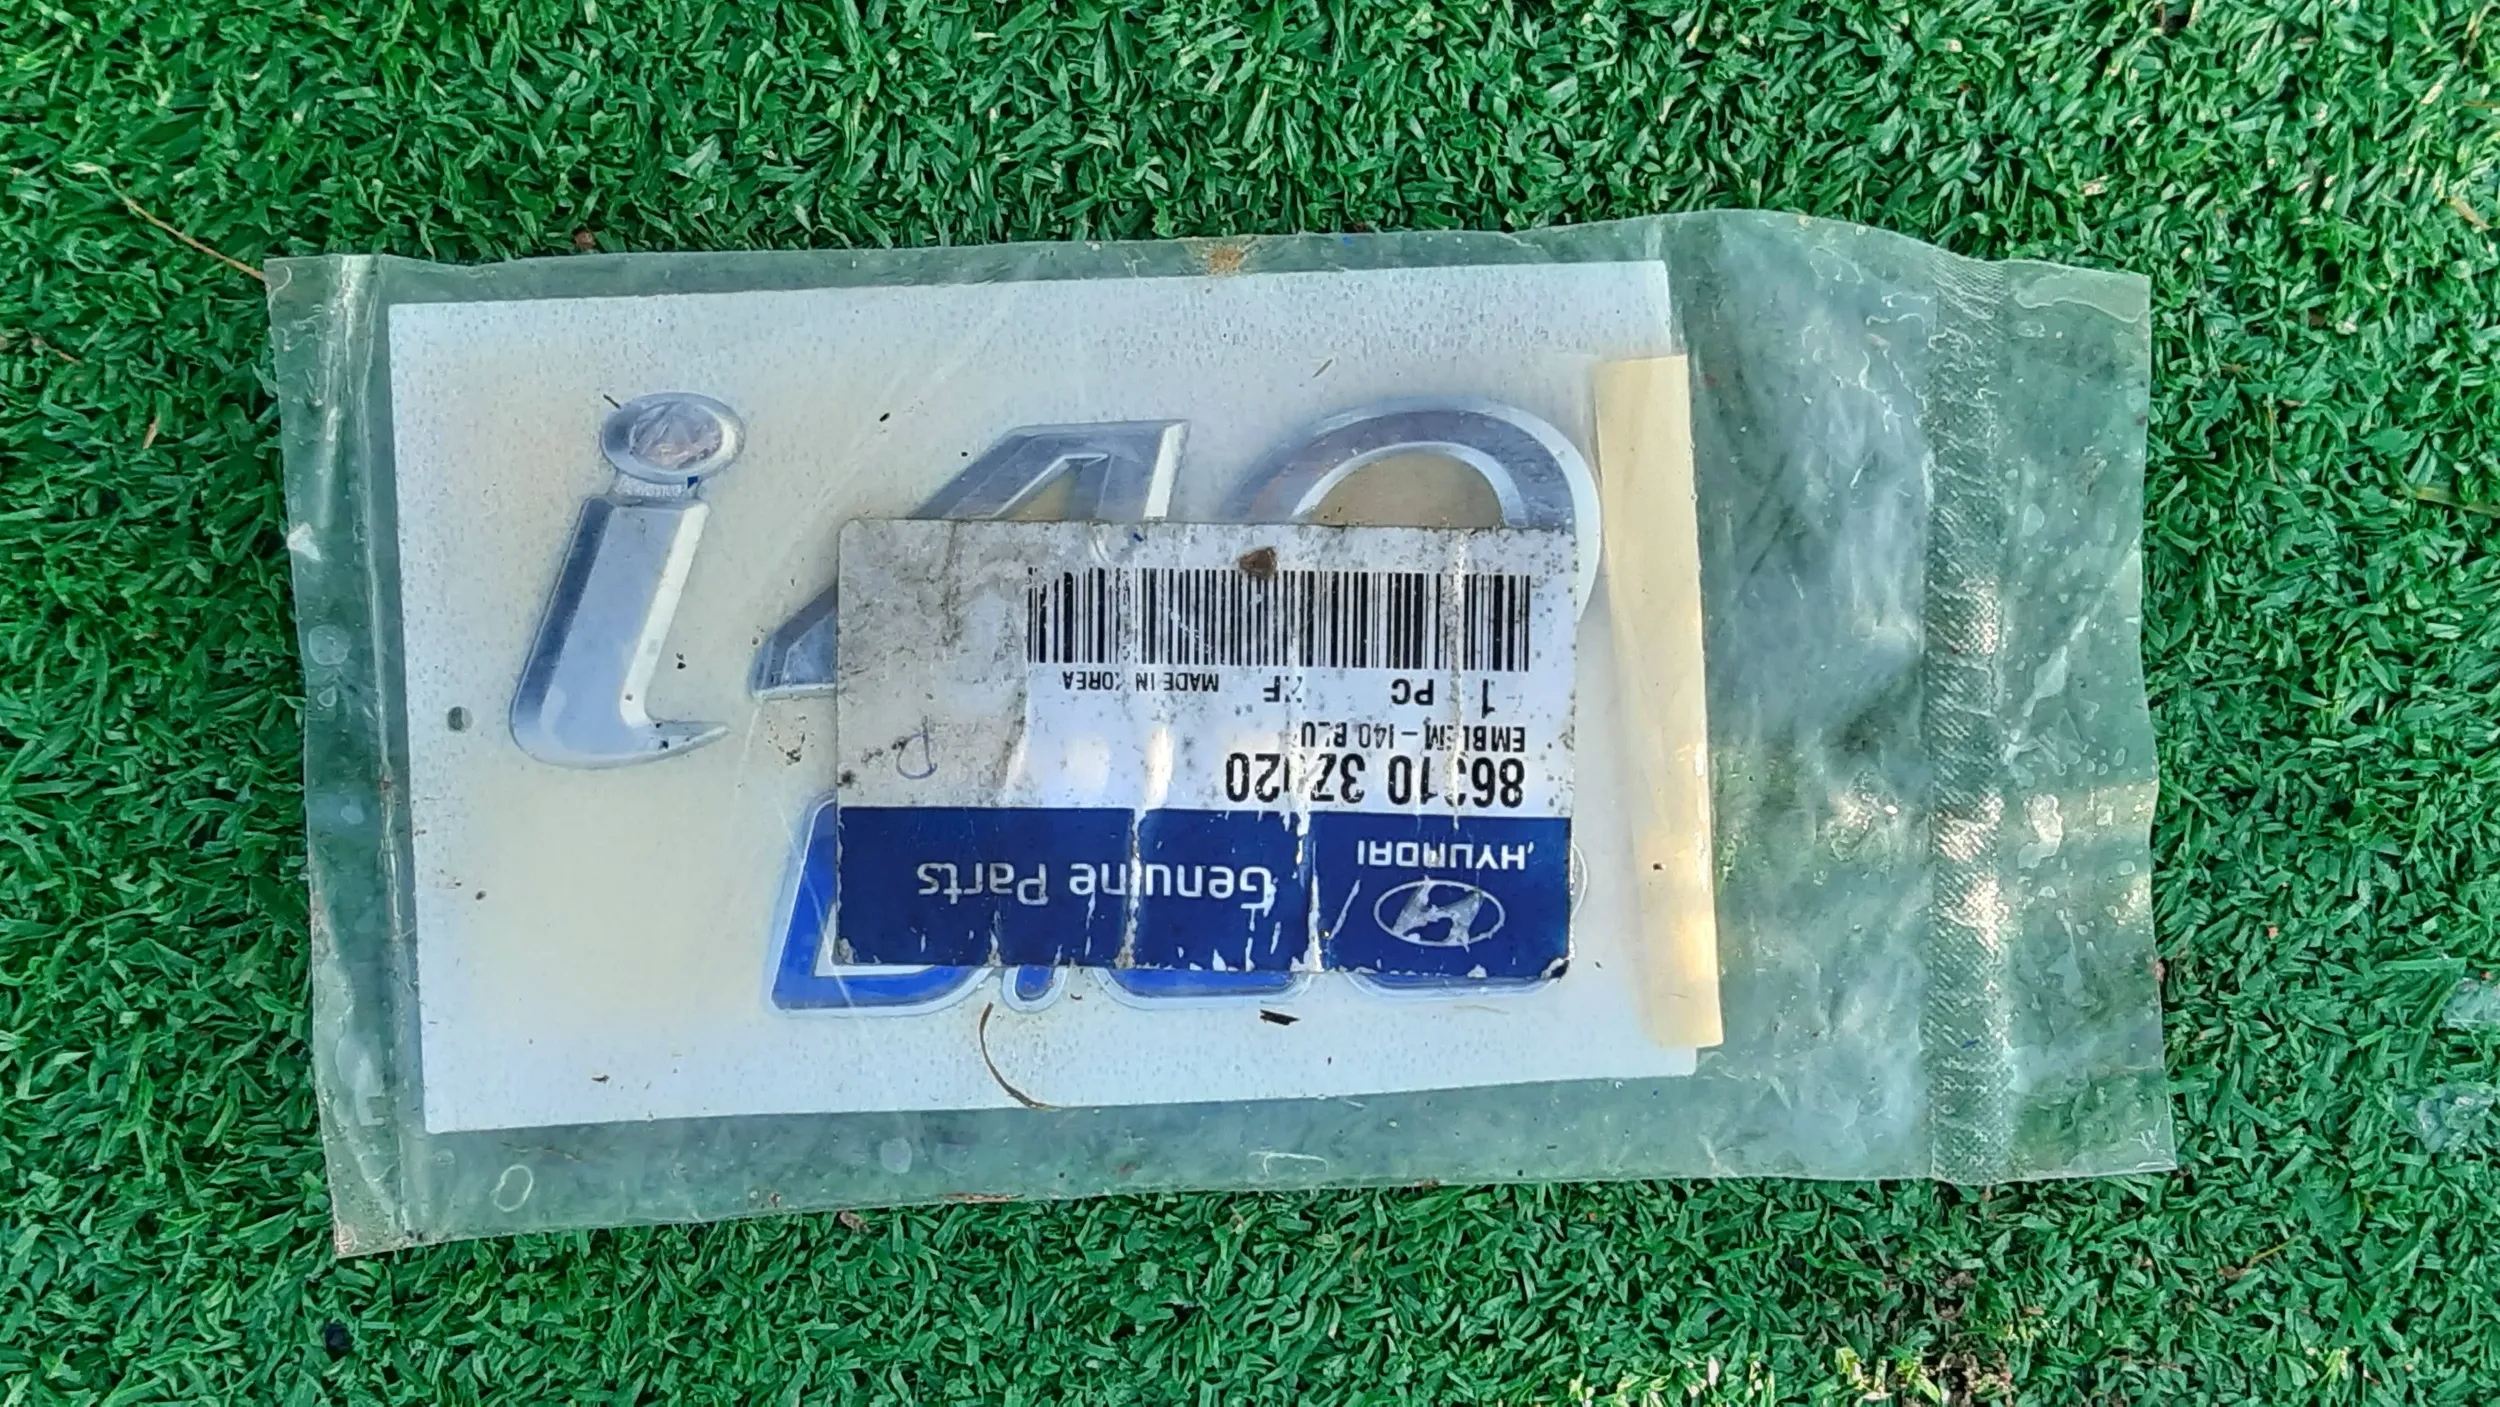 i40
HYUNDAI
Genuine Parts
86310 3Z020
EMBLEM - I40 BLU
1 PC MADE IN KOREA